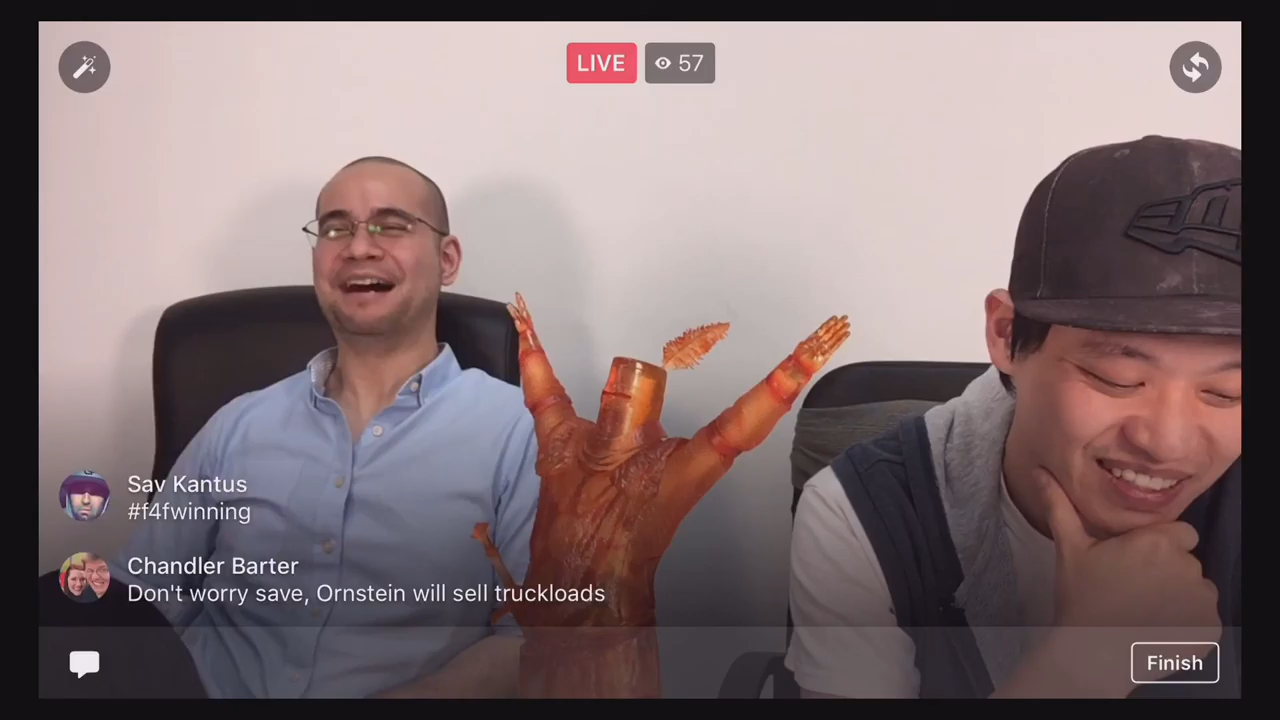 LIVE 57
Sav Kantus
#f4fwinning
Chandler Barter
Don't worry save, Ornstein will sell truckloads
Finish